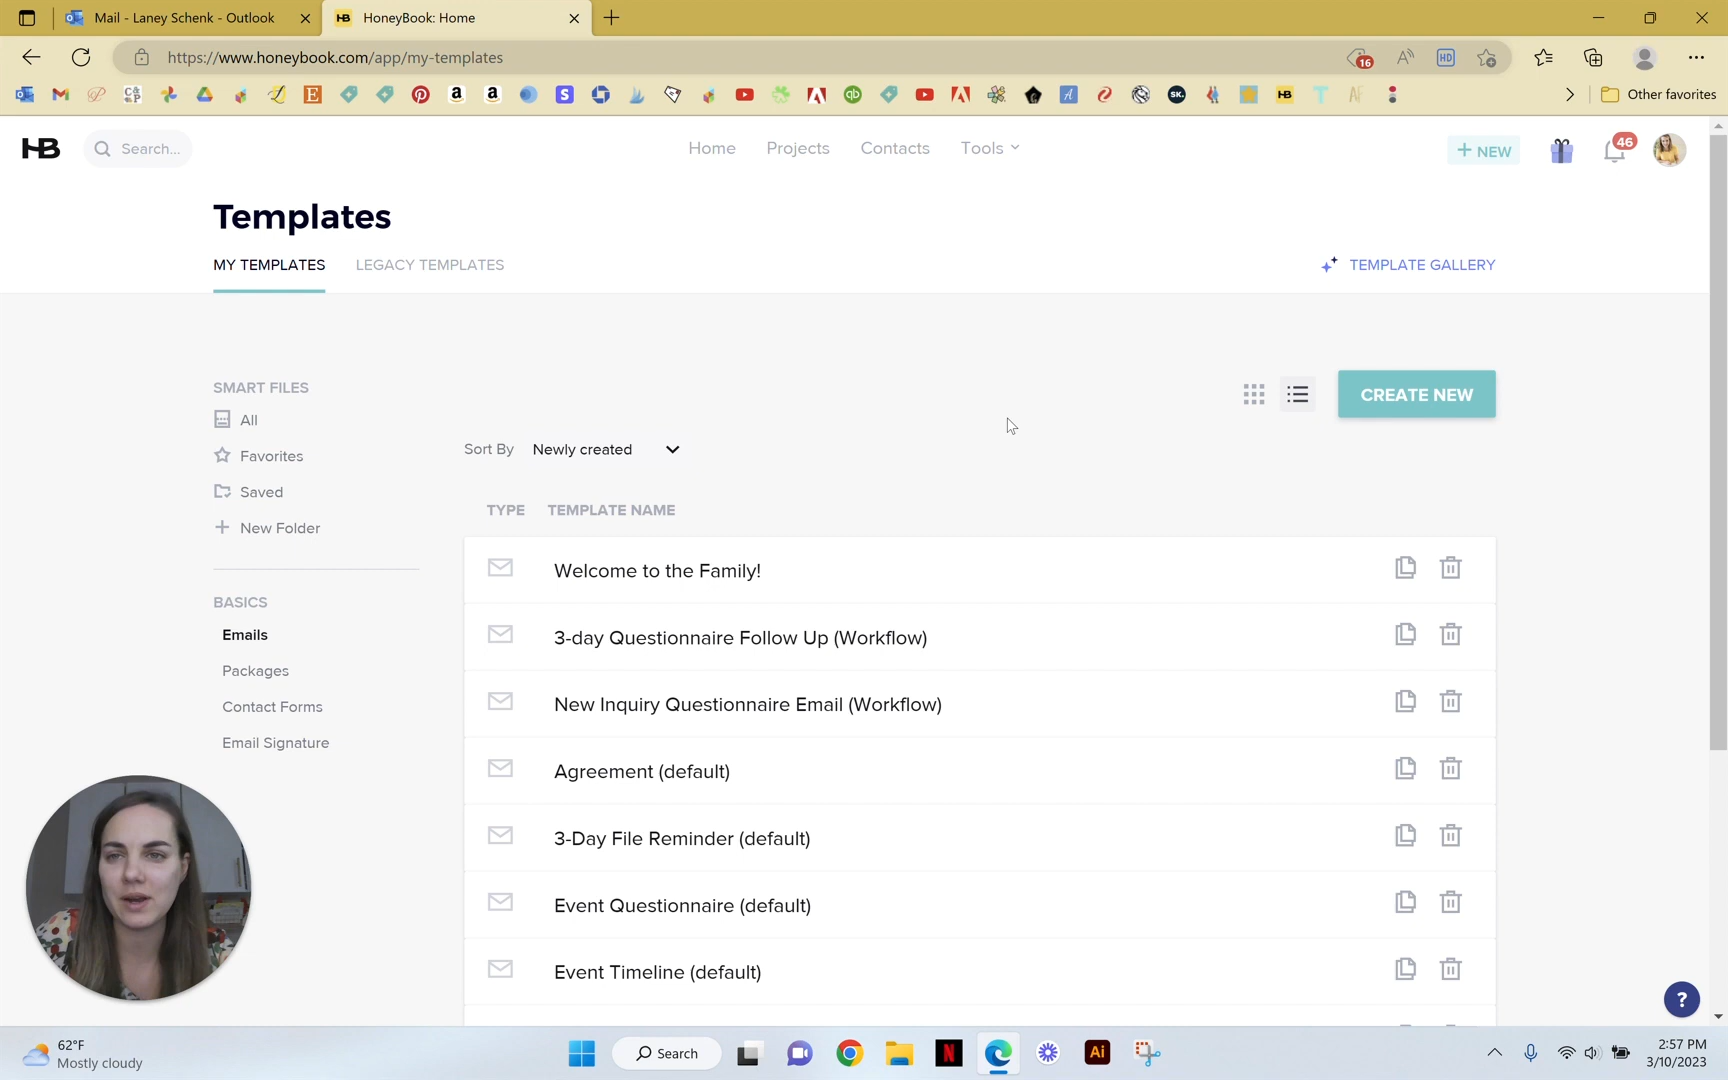 Mail - Laney Schenk - Outlook
HB HoneyBook: Home
https://www.honeybook.com/app/my-templates
16
HD
Other favorites
HB
Search...
Home
Projects
Contacts
Tools
+ NEW
46
Templates
MY TEMPLATES
LEGACY TEMPLATES
TEMPLATE GALLERY
SMART FILES
All
Favorites
Saved
New Folder
BASICS
Emails
Packages
Contact Forms
Email Signature
CREATE NEW
Sort By Newly created
TYPE TEMPLATE NAME
Welcome to the Family!
3-day Questionnaire Follow Up (Workflow)
New Inquiry Questionnaire Email (Workflow)
Agreement (default)
3-Day File Reminder (default)
Event Questionnaire (default)
Event Timeline (default)
?
62°F
Mostly cloudy
Search
N
Ai
2:57 PM
3/10/2023